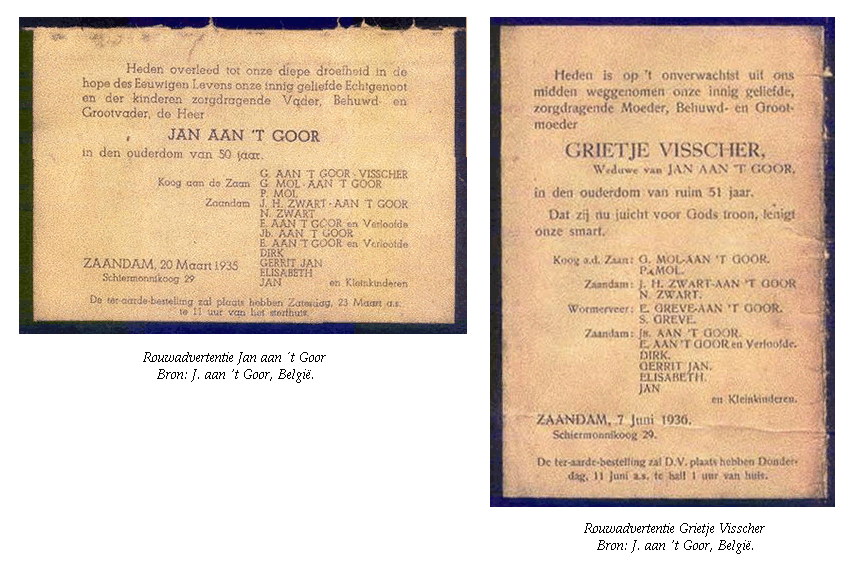 Heden overleed tot onze diepe droefheid in de
hope des Eeuwigen Levens onze innig geliefde Echtgenoot
en der kinderen zorgdragende Vader, Behuwd- en
Grootvader, de Heer
JAN AAN 'T GOOR
in den ouderdom van 50 jaar.
G. AAN 'T GOOR-VISSCHER
Koog aan de Zaan G. MOL-AAN 'T GOOR
P. MOL
Zaandam J. H. ZWART-AAN 'T GOOR
N. ZWART
E. AAN 'T GOOR en Verloofde
Jb. AAN 'T GOOR
E. AAN 'T GOOR en Verloofde
DIRK
ZAANDAM, 20 Maart 1935 GERRIT JAN
Schiermonnikoog 29 ELISABETH
JAN en Kleinkinderen
De ter-aarde-bestelling zal plaats hebben Zaterdag, 23 Maart a.s.
te 11 uur van het sterfhuis.
Rouwadvertentie Jan aan ´t Goor
Bron: J. aan ’t Goor, België.
Heden is op 't onverwachtst uit ons
midden weggenomen onze innig geliefde,
zorgdragende Moeder, Behuwd- en Groot-
moeder
GRIETJE VISSCHER,
Weduwe van JAN AAN 'T GOOR,
in den ouderdom van ruim 51 jaar.
Dat zij nu juicht voor Gods troon, lenigt
onze smart.
Koog a.d. Zaan: G. MOL-AAN 'T GOOR.
P. MOL.
Zaandam: J. H. ZWART-AAN 'T GOOR
N. ZWART.
Wormerveer: E. GREVE-AAN 'T GOOR.
S. GREVE.
Zaandam: JB. AAN 'T GOOR.
E. AAN 'T GOOR en Verloofde.
DIRK.
GERRIT JAN.
ELISABETH.
JAN
en Kleinkinderen.
ZAANDAM, 7 Juni 1936.
Schiermonnikoog 29.
De ter-aarde-bestelling zal D.V. plaats hebben Donder-
dag, 11 Juni a.s. te half 1 uur van huis.
Rouwadvertentie Grietje Visscher
Bron: J. aan ’t Goor, België.